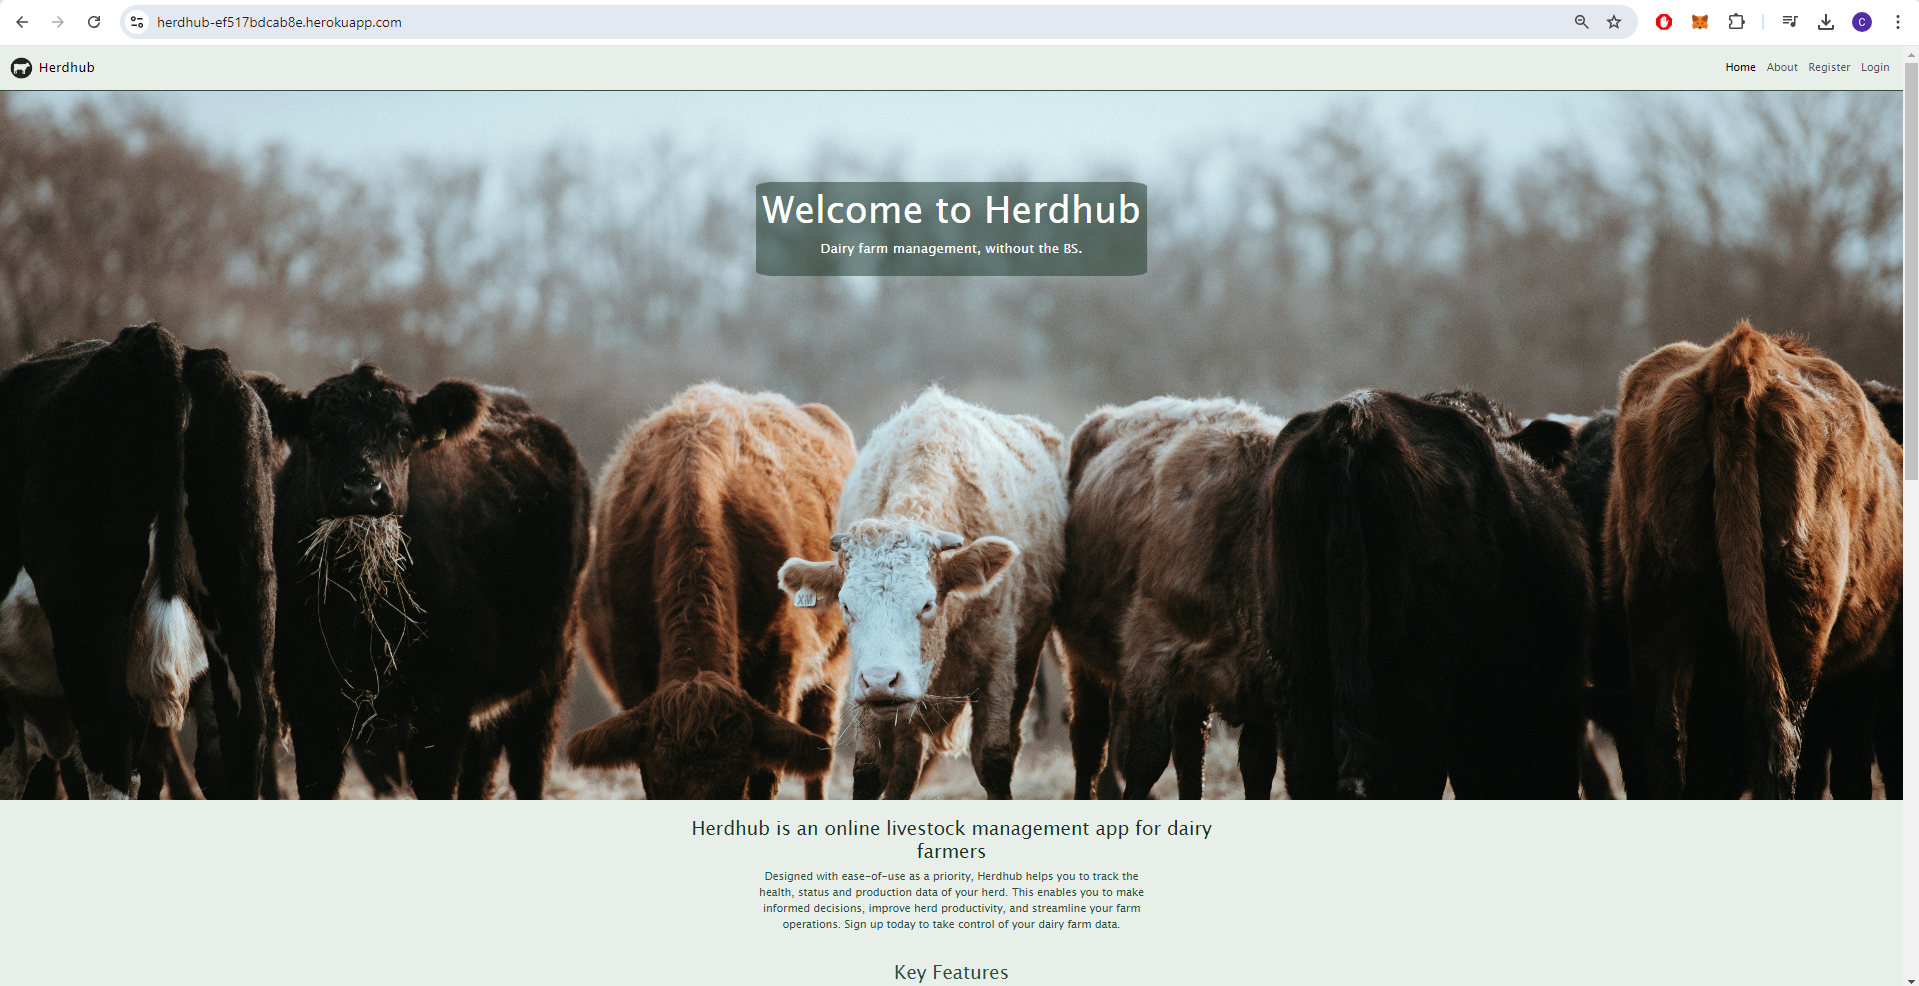 herdhub-ef517bdcab8e.herokuapp.com
C
Herdhub
Home About Register Login
Welcome to Herdhub
Dairy farm management, without the BS.
XM
Herdhub is an online livestock management app for dairy
farmers
Designed with ease-of-use as a priority, Herdhub helps you to track the
health, status and production data of your herd. This enables you to make
informed decisions, improve herd productivity, and streamline your farm
operations. Sign up today to take control of your dairy farm data.
Key Features